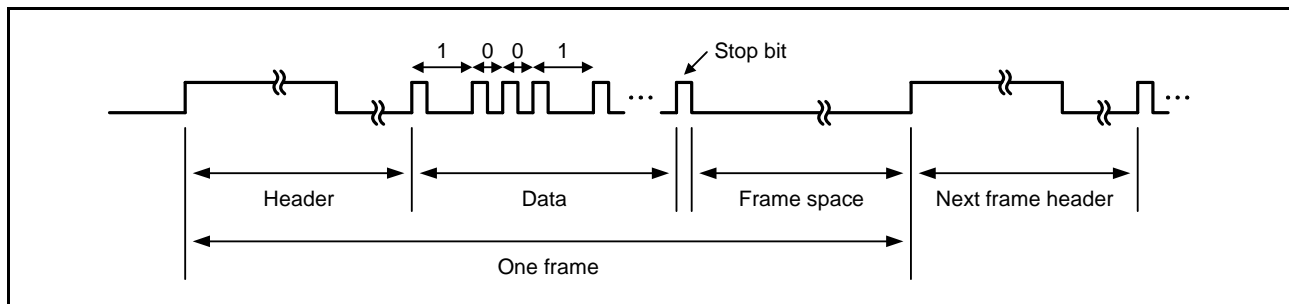 1 0 0 1 Stop bit
... ...
Header Data Frame space Next frame header
One frame